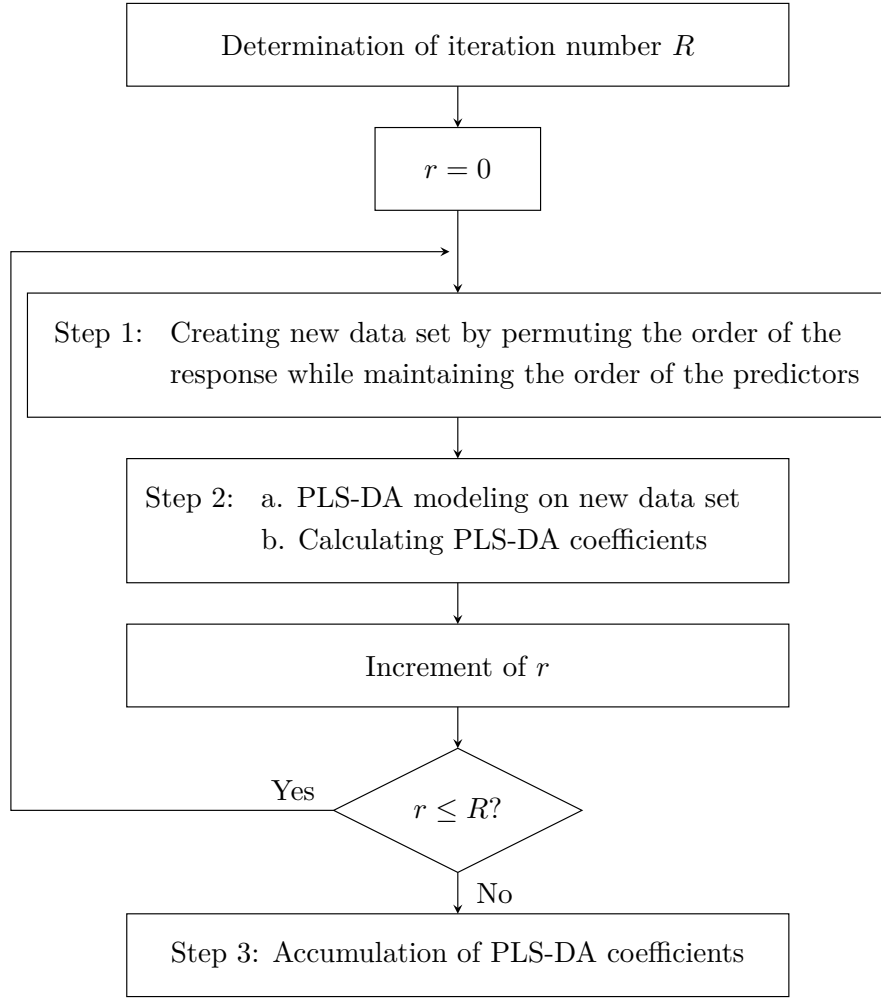 Determination of iteration number R
r = 0
Step 1: Creating new data set by permuting the order of the
response while maintaining the order of the predictors
Step 2: a. PLS-DA modeling on new data set
b. Calculating PLS-DA coefficients
Increment of r
Yes
r ≤ R?
No
Step 3: Accumulation of PLS-DA coefficients